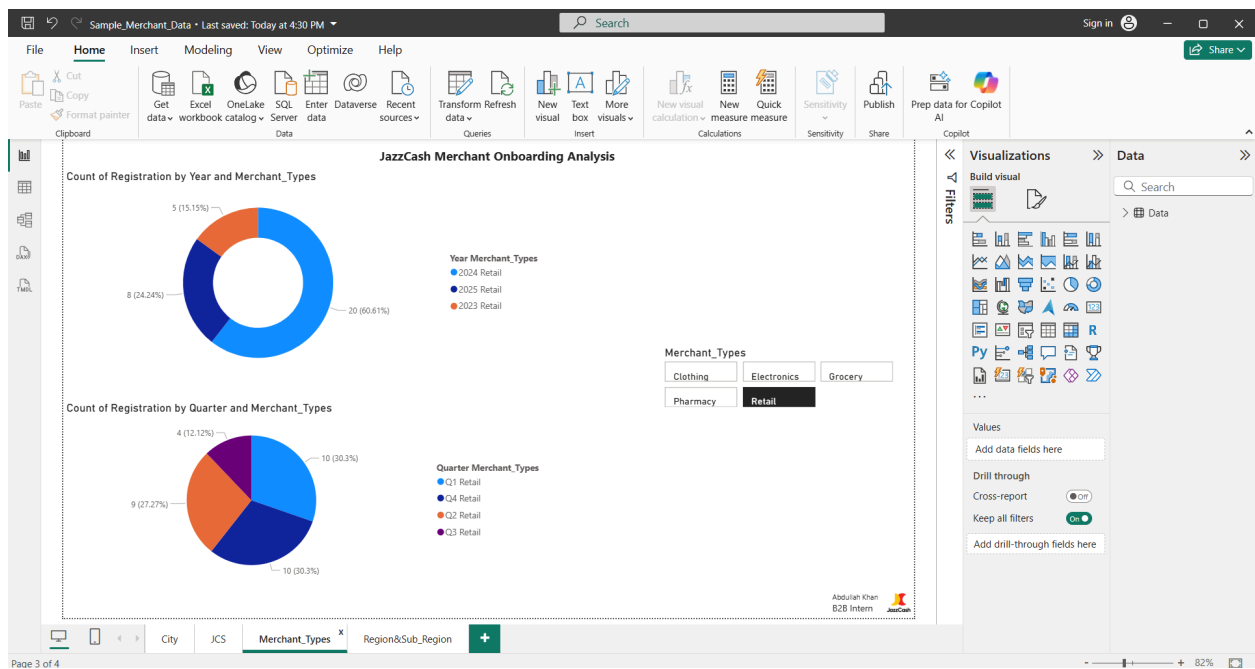 Sample_Merchant_Data • Last saved: Today at 4:30 PM
Search
Sign in
File Home Insert Modeling View Optimize Help
Share
Paste
Cut
Copy
Format painter
Clipboard
Get data
Excel workbook
OneLake catalog
SQL Server
Enter data
Dataverse
Recent sources
Data
Transform data
Refresh
Queries
New visual
Text box
More visuals
Insert
New visual calculation
New measure
Quick measure
Calculations
Sensitivity
Sensitivity
Publish
Share
Prep data for AI
Copilot
Copilot
DAX
TMDL
JazzCash Merchant Onboarding Analysis
Count of Registration by Year and Merchant_Types
5 (15.15%)
8 (24.24%)
20 (60.61%)
Year Merchant_Types
2024 Retail
2025 Retail
2023 Retail
Merchant_Types
Clothing
Electronics
Grocery
Pharmacy
Retail
Count of Registration by Quarter and Merchant_Types
4 (12.12%)
10 (30.3%)
9 (27.27%)
10 (30.3%)
Quarter Merchant_Types
Q1 Retail
Q4 Retail
Q2 Retail
Q3 Retail
Abdullah Khan
B2B Intern
JazzCash
Filters
Visualizations
Build visual
123
R
Py
123
...
Values
Add data fields here
Drill through
Cross-report
Off
Keep all filters
On
Add drill-through fields here
Data
Search
Data
City
JCS
Merchant_Types
x
Region&Sub_Region
+
Page 3 of 4
- + 82%